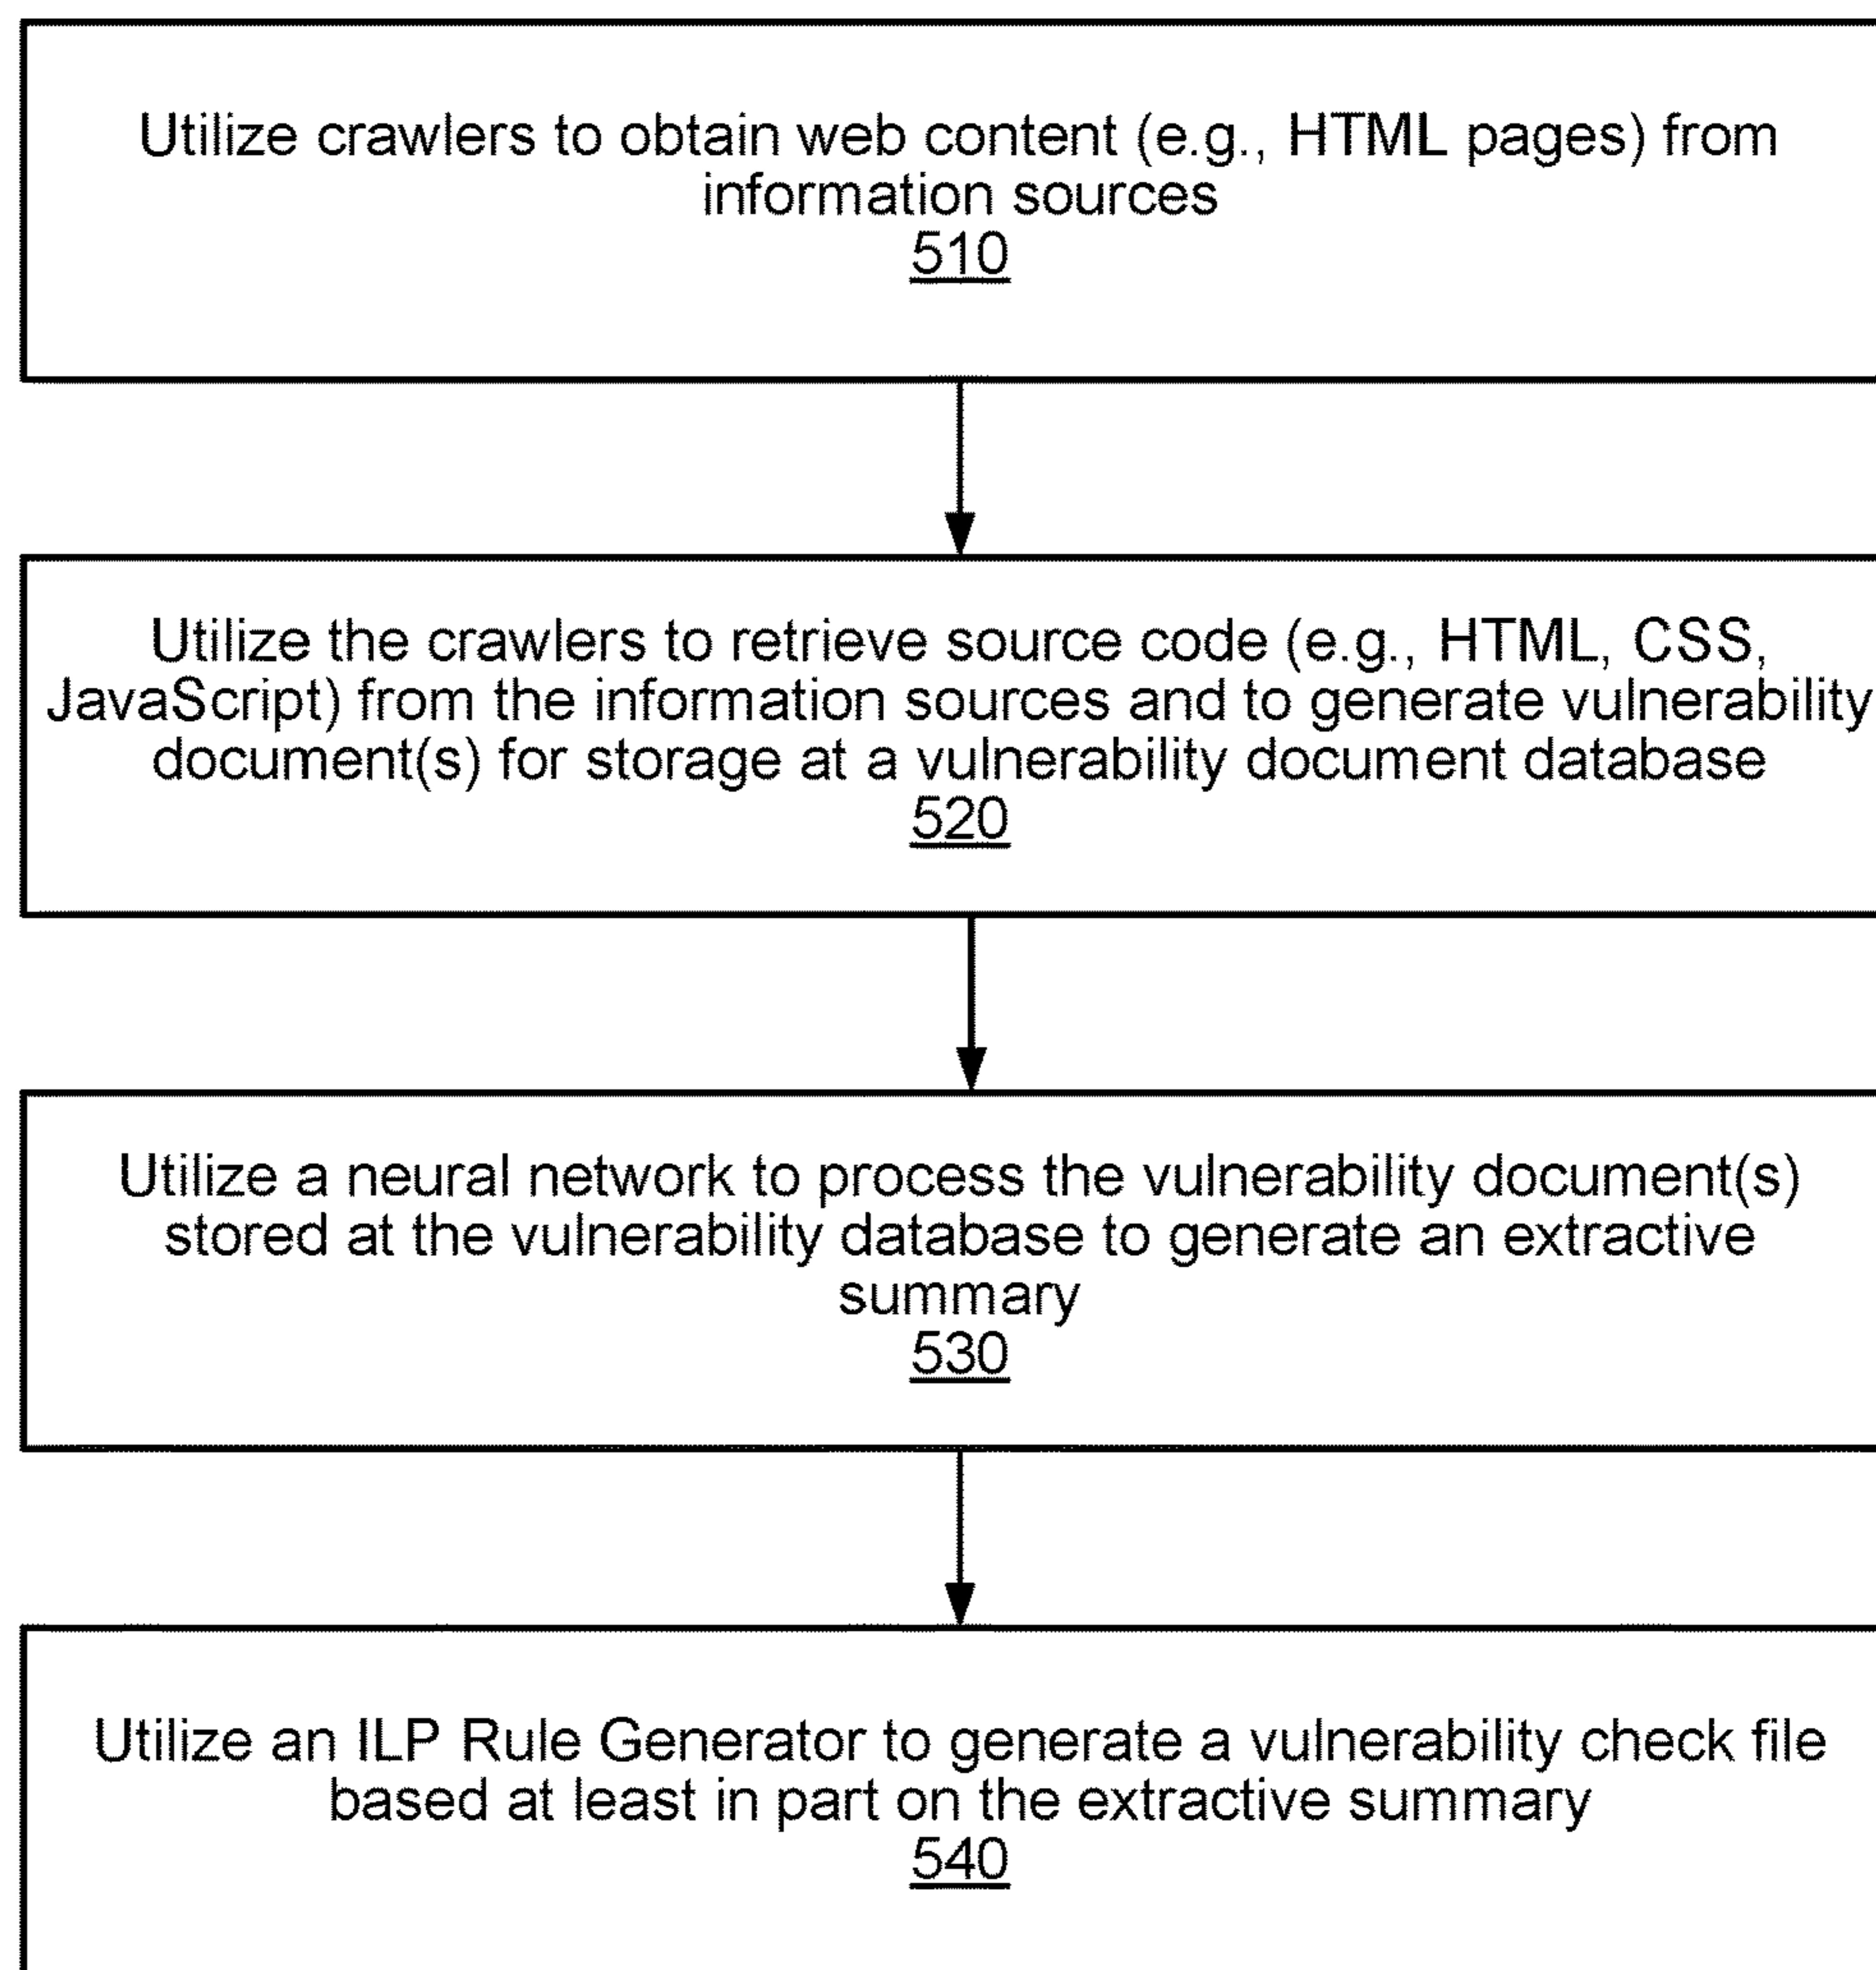 Utilize crawlers to obtain web content (e.g., HTML pages) from
information sources
510
Utilize the crawlers to retrieve source code (e.g., HTML, CSS,
JavaScript) from the information sources and to generate vulnerability
document(s) for storage at a vulnerability document database
520
Utilize a neural network to process the vulnerability document(s)
stored at the vulnerability database to generate an extractive
summary
530
Utilize an ILP Rule Generator to generate a vulnerability check file
based at least in part on the extractive summary
540